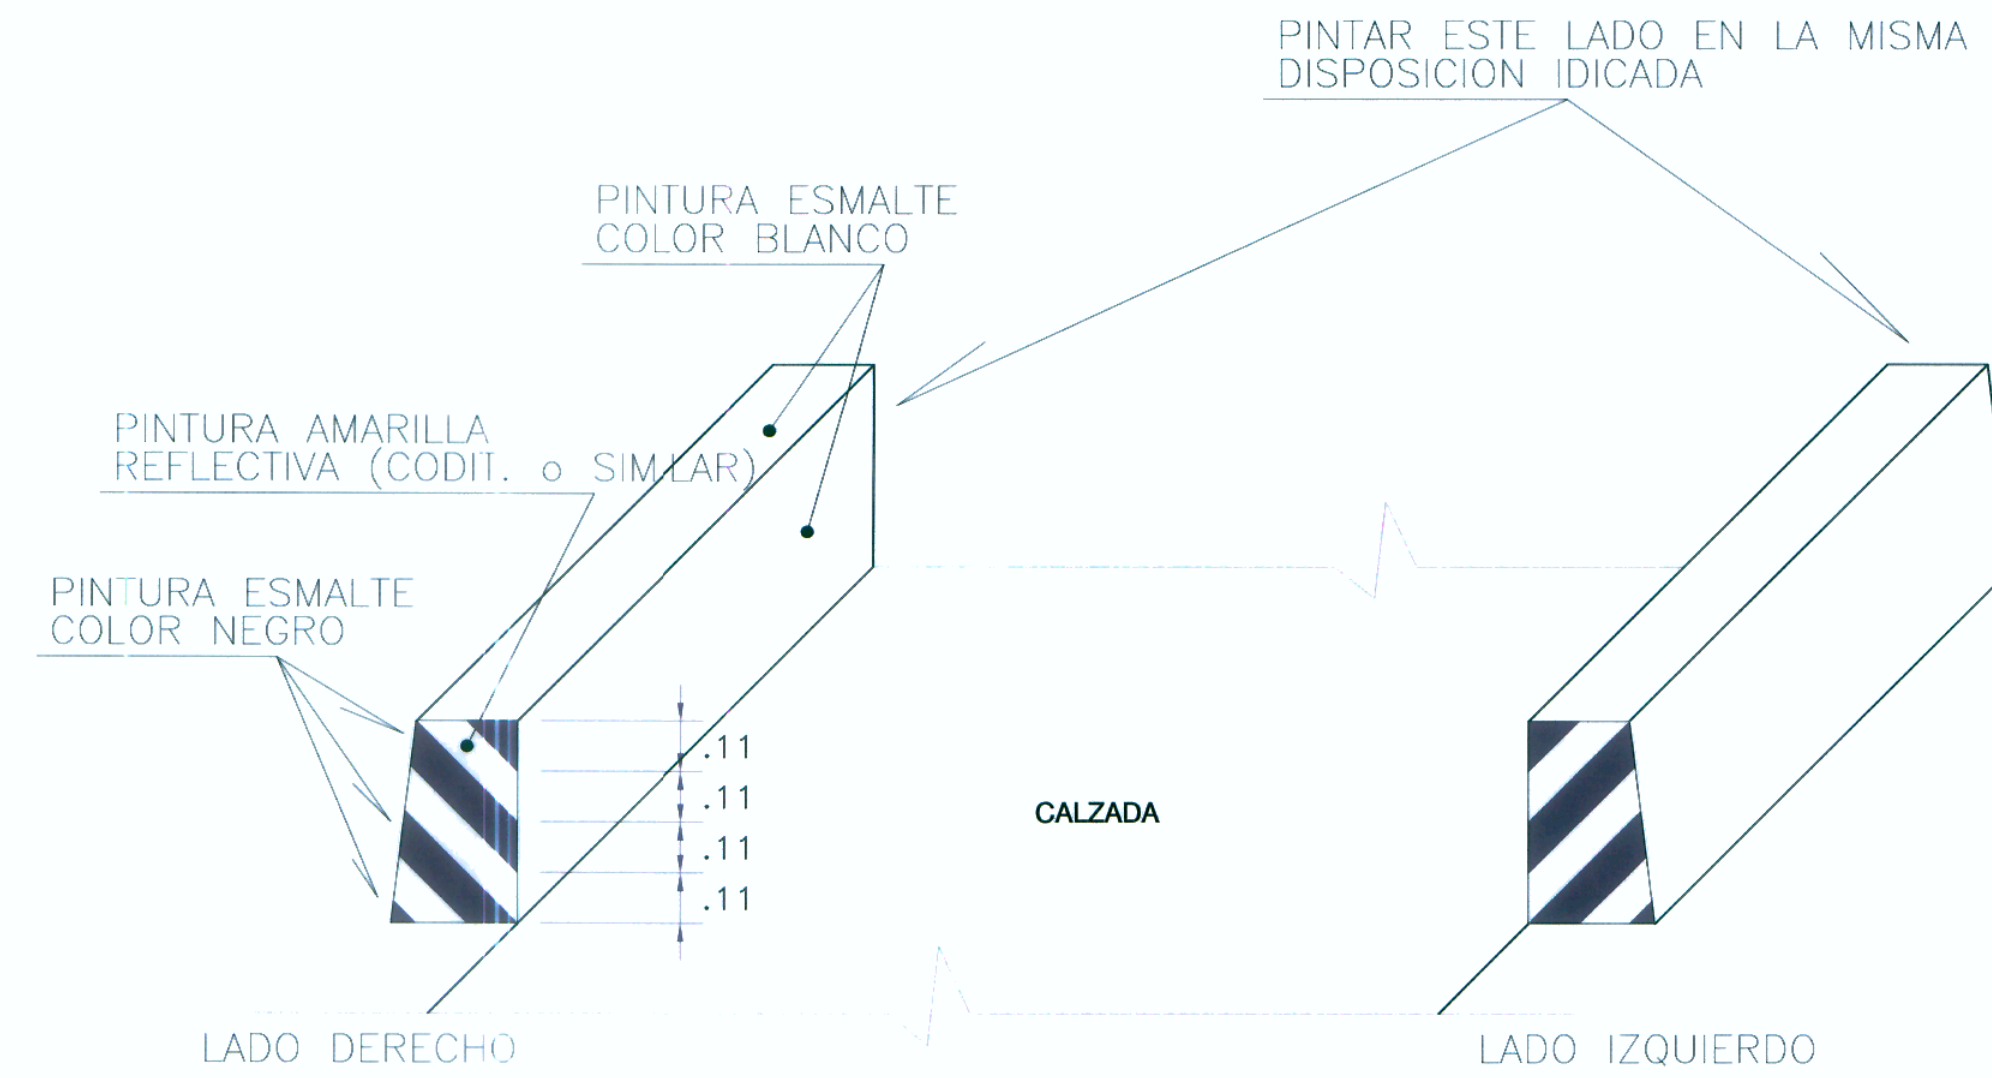 PINTAR ESTE LADO EN LA MISMA
DISPOSICION IDICADA
PINTURA ESMALTE
COLOR BLANCO
PINTURA AMARILLA
REFLECTIVA (CODIT. o SIMILAR)
PINTURA ESMALTE
COLOR NEGRO
.11
.11
.11
.11
CALZADA
LADO DERECHO
LADO IZQUIERDO